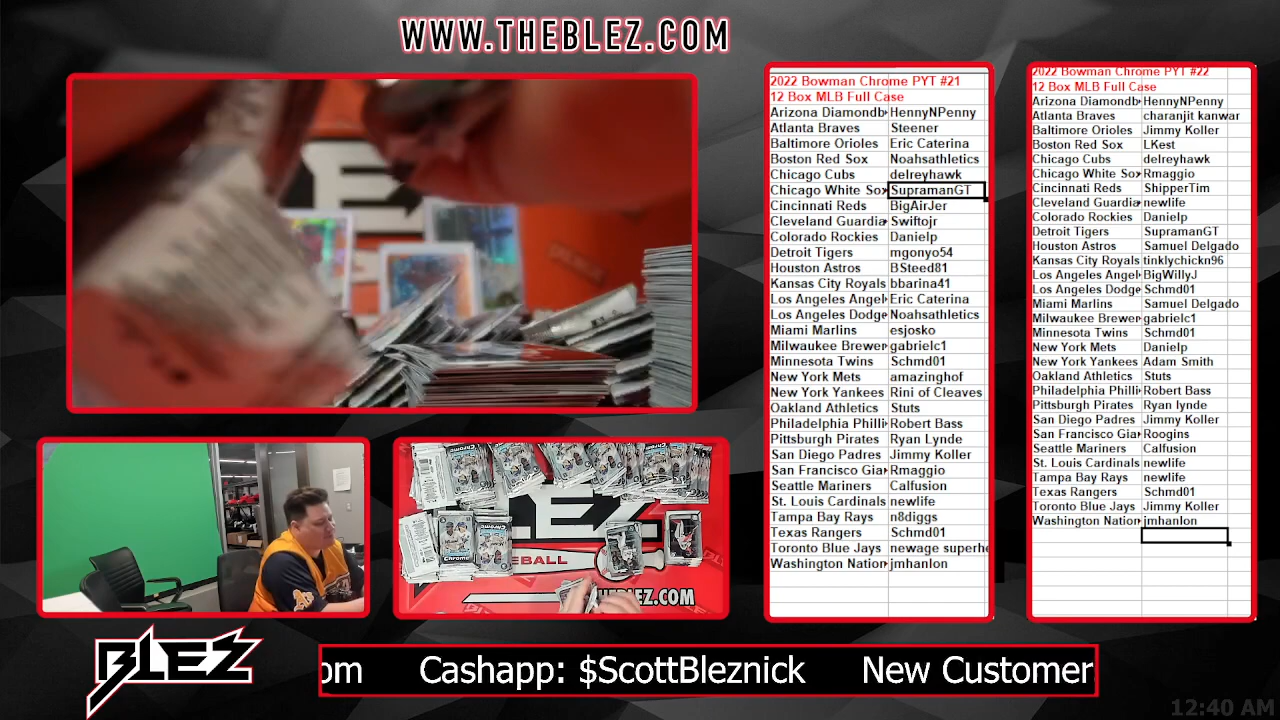 WWW.THEBLEZ.COM
2022 Bowman Chrome PYT #21
12 Box MLB Full Case
Arizona Diamondb HennyNPenny
Atlanta Braves Steener
Baltimore Orioles Eric Caterina
Boston Red Sox Noahsathletics
Chicago Cubs delreyhawk
Chicago White Sox SupramanGT
Cincinnati Reds BigAirJer
Cleveland Guardia Swiftojr
Colorado Rockies Danielp
Detroit Tigers mgonyo54
Houston Astros BSteed81
Kansas City Royals bbarina41
Los Angeles Angel Eric Caterina
Los Angeles Dodge Noahsathletics
Miami Marlins esjosko
Milwaukee Brewer gabrielc1
Minnesota Twins Schmd01
New York Mets amazinghof
New York Yankees Rini of Cleaves
Oakland Athletics Stuts
Philadelphia Philli Robert Bass
Pittsburgh Pirates Ryan Lynde
San Diego Padres Jimmy Koller
San Francisco Gia Rmaggio
Seattle Mariners Calfusion
St. Louis Cardinals newlife
Tampa Bay Rays n8diggs
Texas Rangers Schmd01
Toronto Blue Jays newage superhe
Washington Nation jmhanlon
2022 Bowman Chrome PYT #22
12 Box MLB Full Case
Arizona Diamondb HennyNPenny
Atlanta Braves charanjit kanwar
Baltimore Orioles Jimmy Koller
Boston Red Sox LKest
Chicago Cubs delreyhawk
Chicago White Sox Rmaggio
Cincinnati Reds ShipperTim
Cleveland Guardia newlife
Colorado Rockies Danielp
Detroit Tigers SupramanGT
Houston Astros Samuel Delgado
Kansas City Royals tinklychickn96
Los Angeles Angel BigWillyJ
Los Angeles Dodge Schmd01
Miami Marlins Samuel Delgado
Milwaukee Brewer gabrielc1
Minnesota Twins Schmd01
New York Mets Danielp
New York Yankees Adam Smith
Oakland Athletics Stuts
Philadelphia Philli Robert Bass
Pittsburgh Pirates Ryan lynde
San Diego Padres Jimmy Koller
San Francisco Gia Roogins
Seattle Mariners Calfusion
St. Louis Cardinals newlife
Tampa Bay Rays newlife
Texas Rangers Schmd01
Toronto Blue Jays Jimmy Koller
Washington Nation jmhanlon
Chrome
LEZ
EBALL
EZ.COM
BLEZ
om Cashapp: $ScottBleznick New Customer
12:40 AM